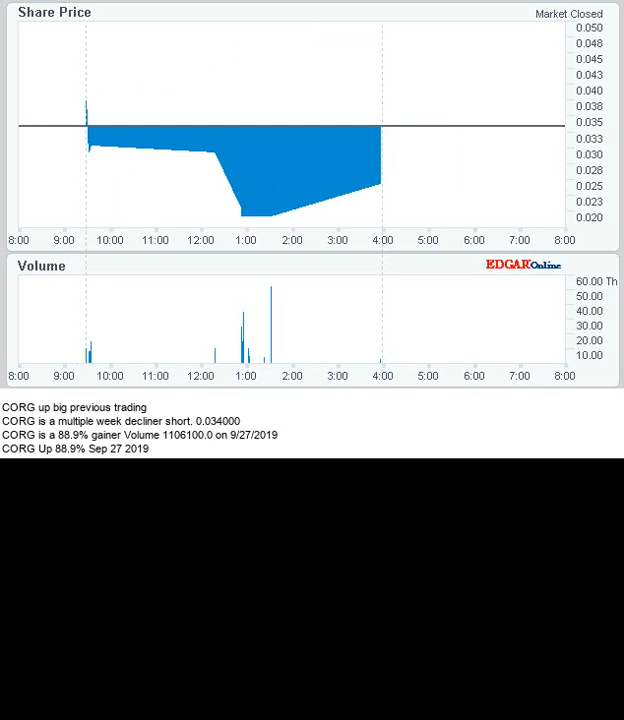 Share Price
Market Closed
0.050
0.048
0.045
0.043
0.040
0.038
0.035
0.033
0.030
0.028
0.025
0.023
0.020
8:00 9:00 10:00 11:00 12:00 1:00 2:00 3:00 4:00 5:00 6:00 7:00 8:00
Volume
EDGAROnline
60.00 Th
50.00
40.00
30.00
20.00
10.00
8:00 9:00 10:00 11:00 12:00 1:00 2:00 3:00 4:00 5:00 6:00 7:00 8:00
CORG up big previous trading
CORG is a multiple week decliner short. 0.034000
CORG is a 88.9% gainer Volume 1106100.0 on 9/27/2019
CORG Up 88.9% Sep 27 2019